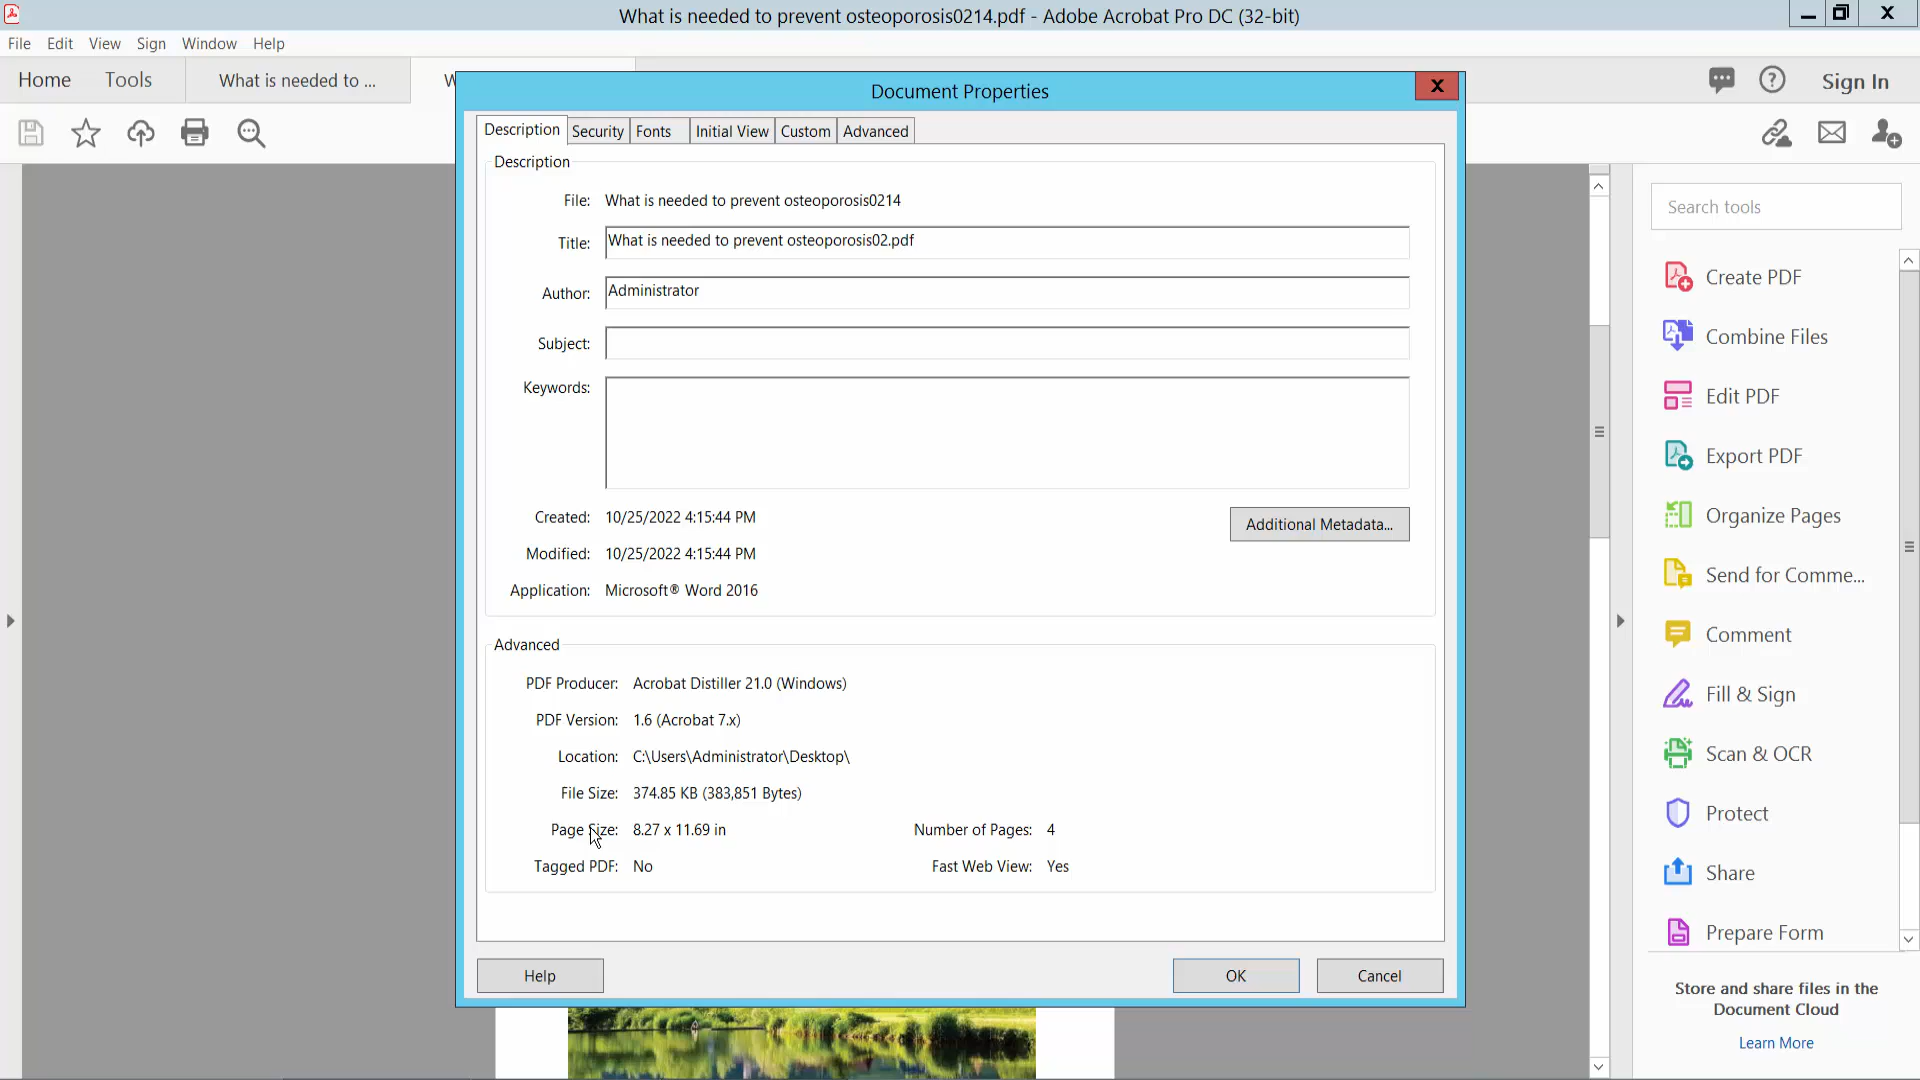 What is needed to prevent osteoporosis0214.pdf - Adobe Acrobat Pro DC (32-bit)
File Edit View Sign Window Help
Home Tools What is needed to ... W
Sign In
Document Properties
Description Security Fonts Initial View Custom Advanced
Description
File: What is needed to prevent osteoporosis0214
Title: What is needed to prevent osteoporosis02.pdf
Author: Administrator
Subject:
Keywords:
Created: 10/25/2022 4:15:44 PM
Additional Metadata...
Modified: 10/25/2022 4:15:44 PM
Application: Microsoft® Word 2016
Advanced
PDF Producer: Acrobat Distiller 21.0 (Windows)
PDF Version: 1.6 (Acrobat 7.x)
Location: C:\Users\Administrator\Desktop\
File Size: 374.85 KB (383,851 Bytes)
Page Size: 8.27 x 11.69 in Number of Pages: 4
Tagged PDF: No Fast Web View: Yes
Help OK Cancel
Search tools
Create PDF
Combine Files
Edit PDF
Export PDF
Organize Pages
Send for Comme...
Comment
Fill & Sign
Scan & OCR
Protect
Share
Prepare Form
Store and share files in the
Document Cloud
Learn More